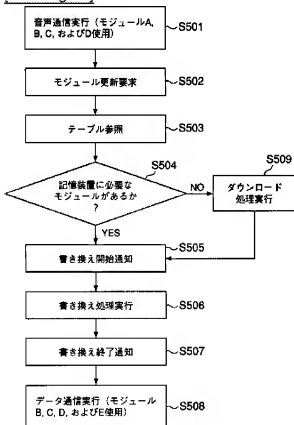 音声通信実行（モジュールA,
B, C, およびD使用）
S501
モジュール更新要求
S502
テーブル参照
S503
S504
記憶装置に必要な
モジュールがあるか
?
NO
S509
ダウンロード
処理実行
YES
書き換え開始通知
S505
書き換え処理実行
S506
書き換え終了通知
S507
データ通信実行（モジュール
B, C, D, およびE使用）
S508